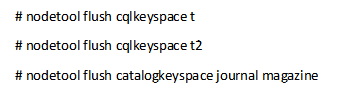 # nodetool flush cqlkeyspace t
# nodetool flush cqlkeyspace t2
# nodetool flush catalogkeyspace journal magazine